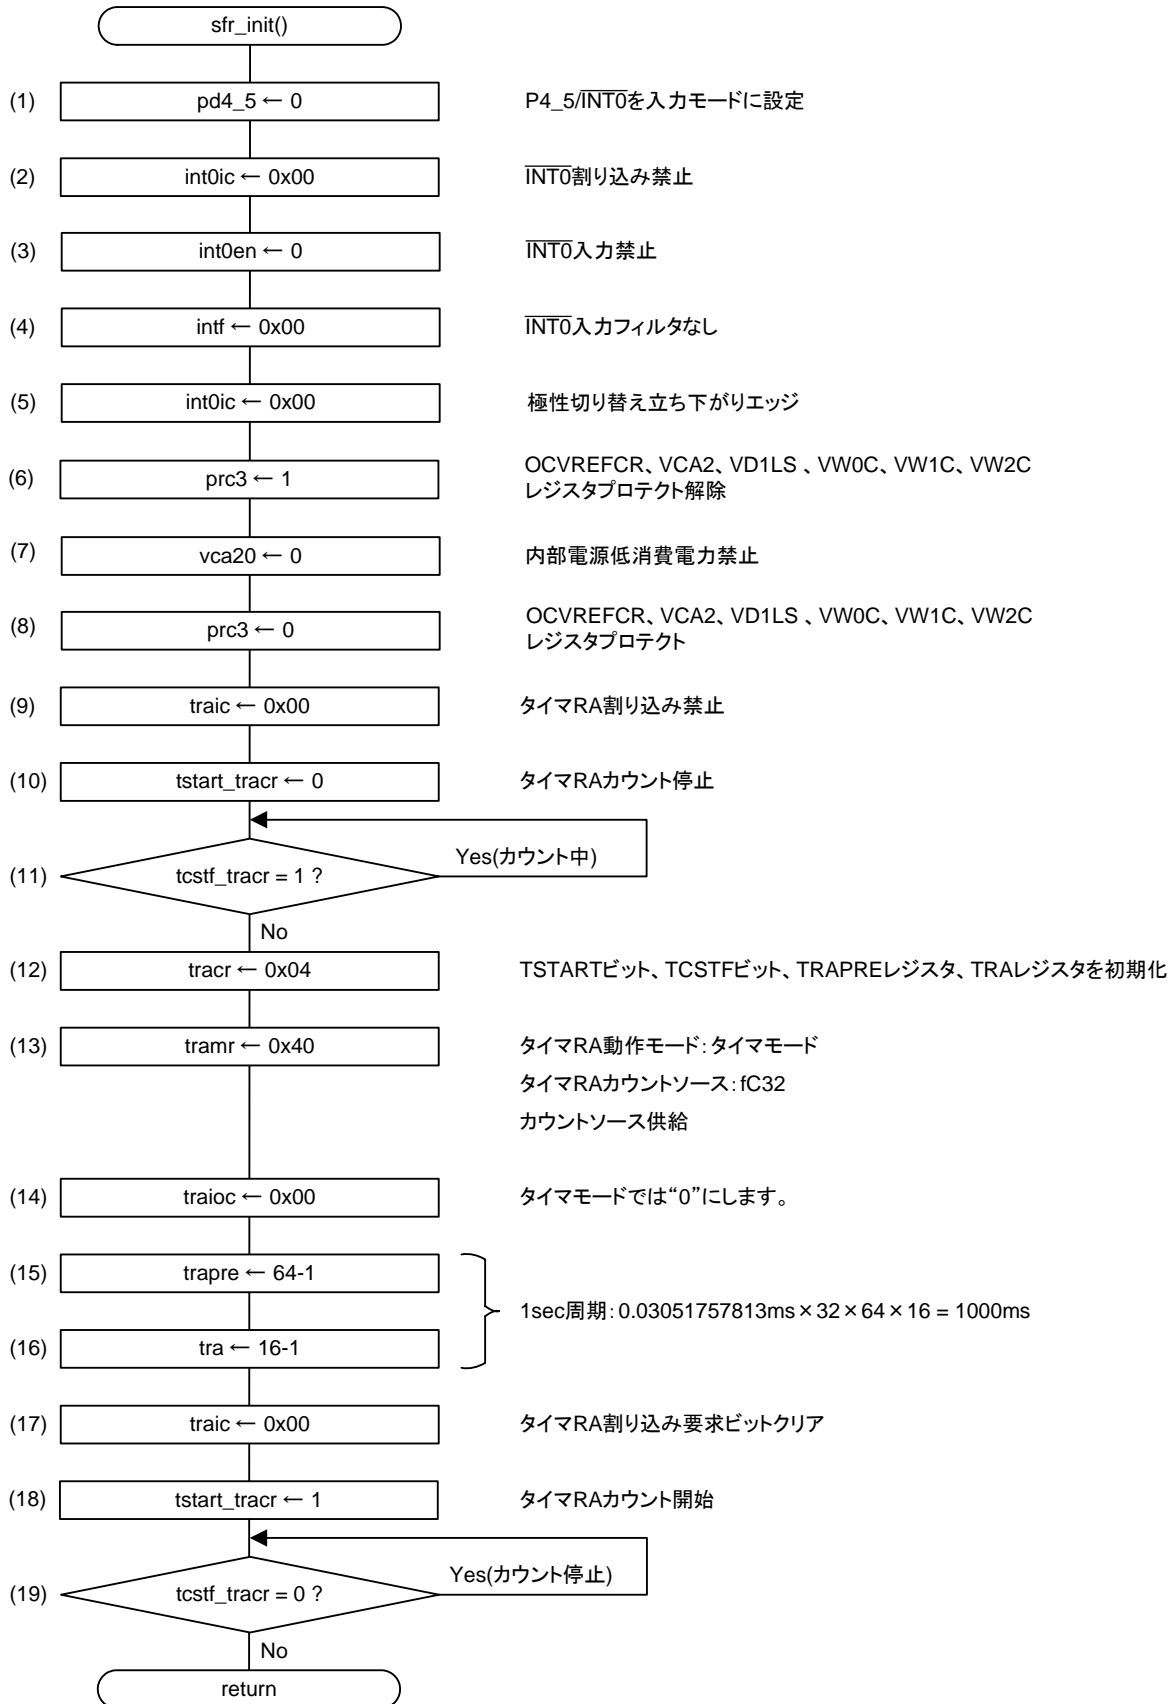 sfr_init()
(1) pd4_5 ← 0 P4_5/INT0を入力モードに設定
(2) int0ic ← 0x00 INT0割り込み禁止
(3) int0en ← 0 INT0入力禁止
(4) intf ← 0x00 INT0入力フィルタなし
(5) int0ic ← 0x00 極性切り替え立ち下がりエッジ
(6) prc3 ← 1 OCVREFCR、VCA2、VD1LS 、VW0C、VW1C、VW2C
レジスタプロテクト解除
(7) vca20 ← 0 内部電源低消費電力禁止
(8) prc3 ← 0 OCVREFCR、VCA2、VD1LS 、VW0C、VW1C、VW2C
レジスタプロテクト
(9) traic ← 0x00 タイマRA割り込み禁止
(10) tstart_tracr ← 0 タイマRAカウント停止
Yes(カウント中)
(11) tcstf_tracr = 1 ?
No
(12) tracr ← 0x04 TSTARTビット、TCSTFビット、TRAPREレジスタ、TRAレジスタを初期化
(13) tramr ← 0x40 タイマRA動作モード：タイマモード
タイマRAカウントソース：fC32
カウントソース供給
(14) traioc ← 0x00 タイマモードでは“0”にします。
(15) trapre ← 64-1
1sec周期：0.03051757813ms×32×64×16 = 1000ms
(16) tra ← 16-1
(17) traic ← 0x00 タイマRA割り込み要求ビットクリア
(18) tstart_tracr ← 1 タイマRAカウント開始
Yes(カウント停止)
(19) tcstf_tracr = 0 ?
No
return